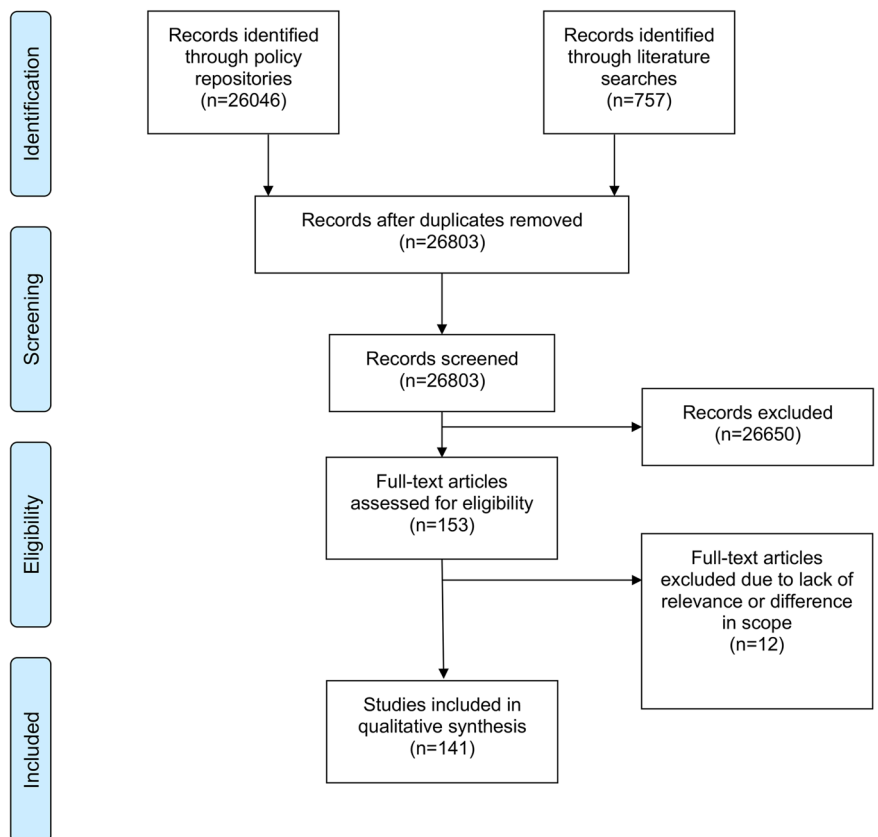 Identification
Records identified
through policy
repositories
(n=26046)
Records identified
through literature
searches
(n=757)
Records after duplicates removed
(n=26803)
Screening
Records screened
(n=26803)
Records excluded
(n=26650)
Eligibility
Full-text articles
assessed for eligibility
(n=153)
Full-text articles
excluded due to lack of
relevance or difference
in scope
(n=12)
Included
Studies included in
qualitative synthesis
(n=141)